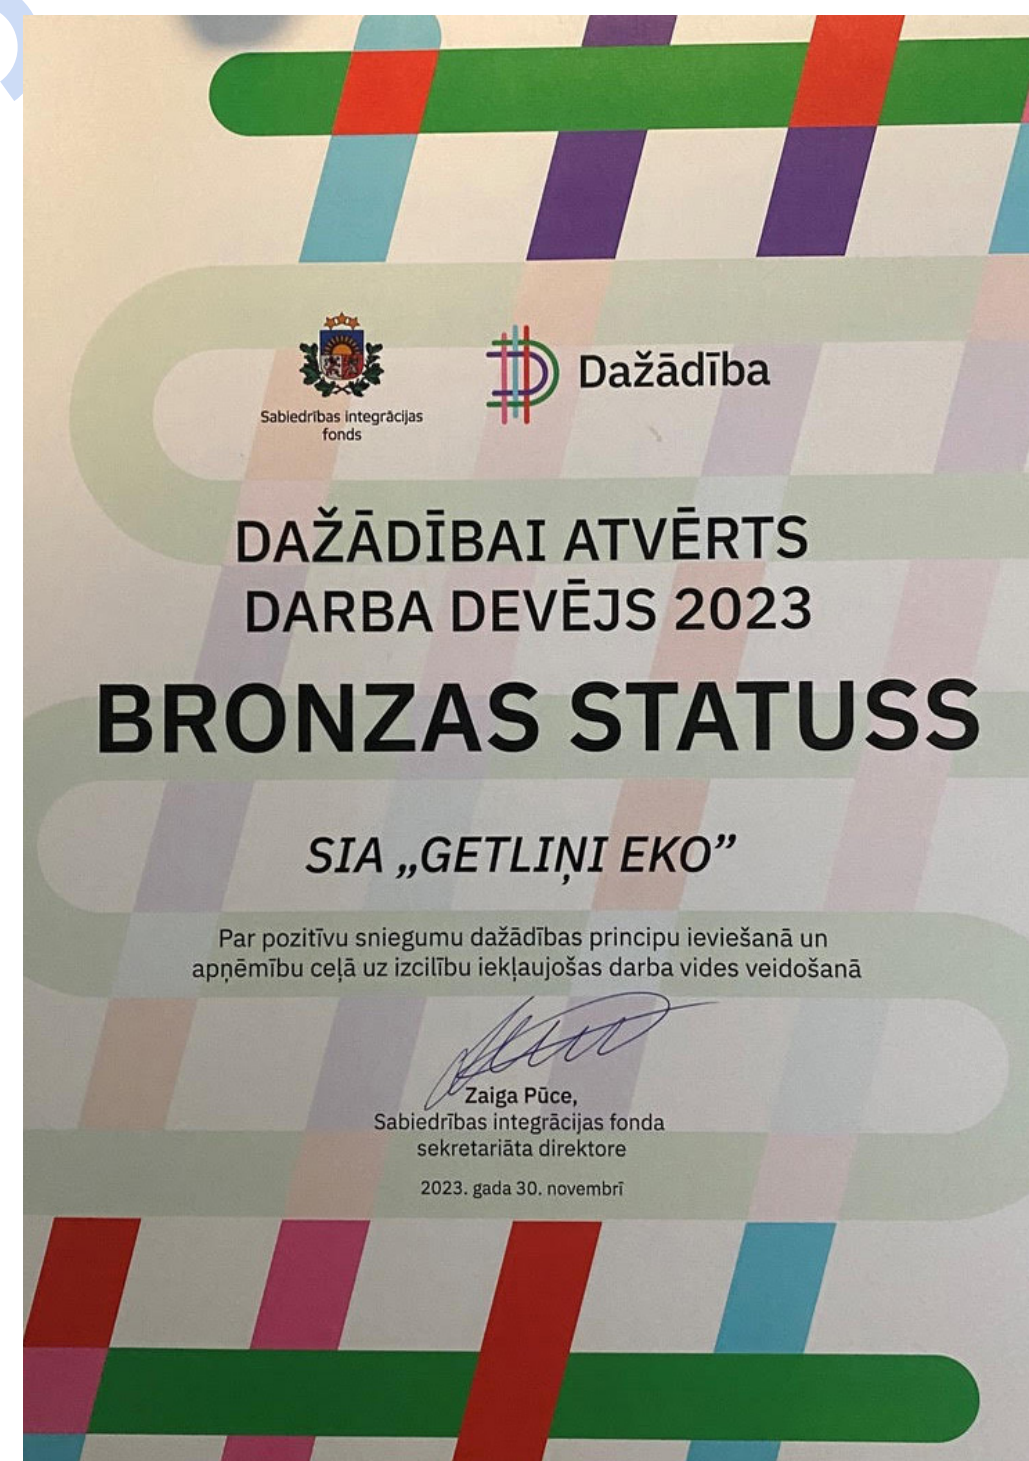 Sabiedrības integrācijas
fonds
Dažādība
DAŽĀDĪBAI ATVĒRTS
DARBA DEVĒJS 2023
BRONZAS STATUSS
SIA „GETLIŅI EKO”
Par pozitīvu sniegumu dažādības principu ieviešanā un
apņēmību ceļā uz izcilību iekļaujošas darba vides veidošanā
Zaiga Pūce,
Sabiedrības integrācijas fonda
sekretariāta direktore
2023. gada 30. novembrī